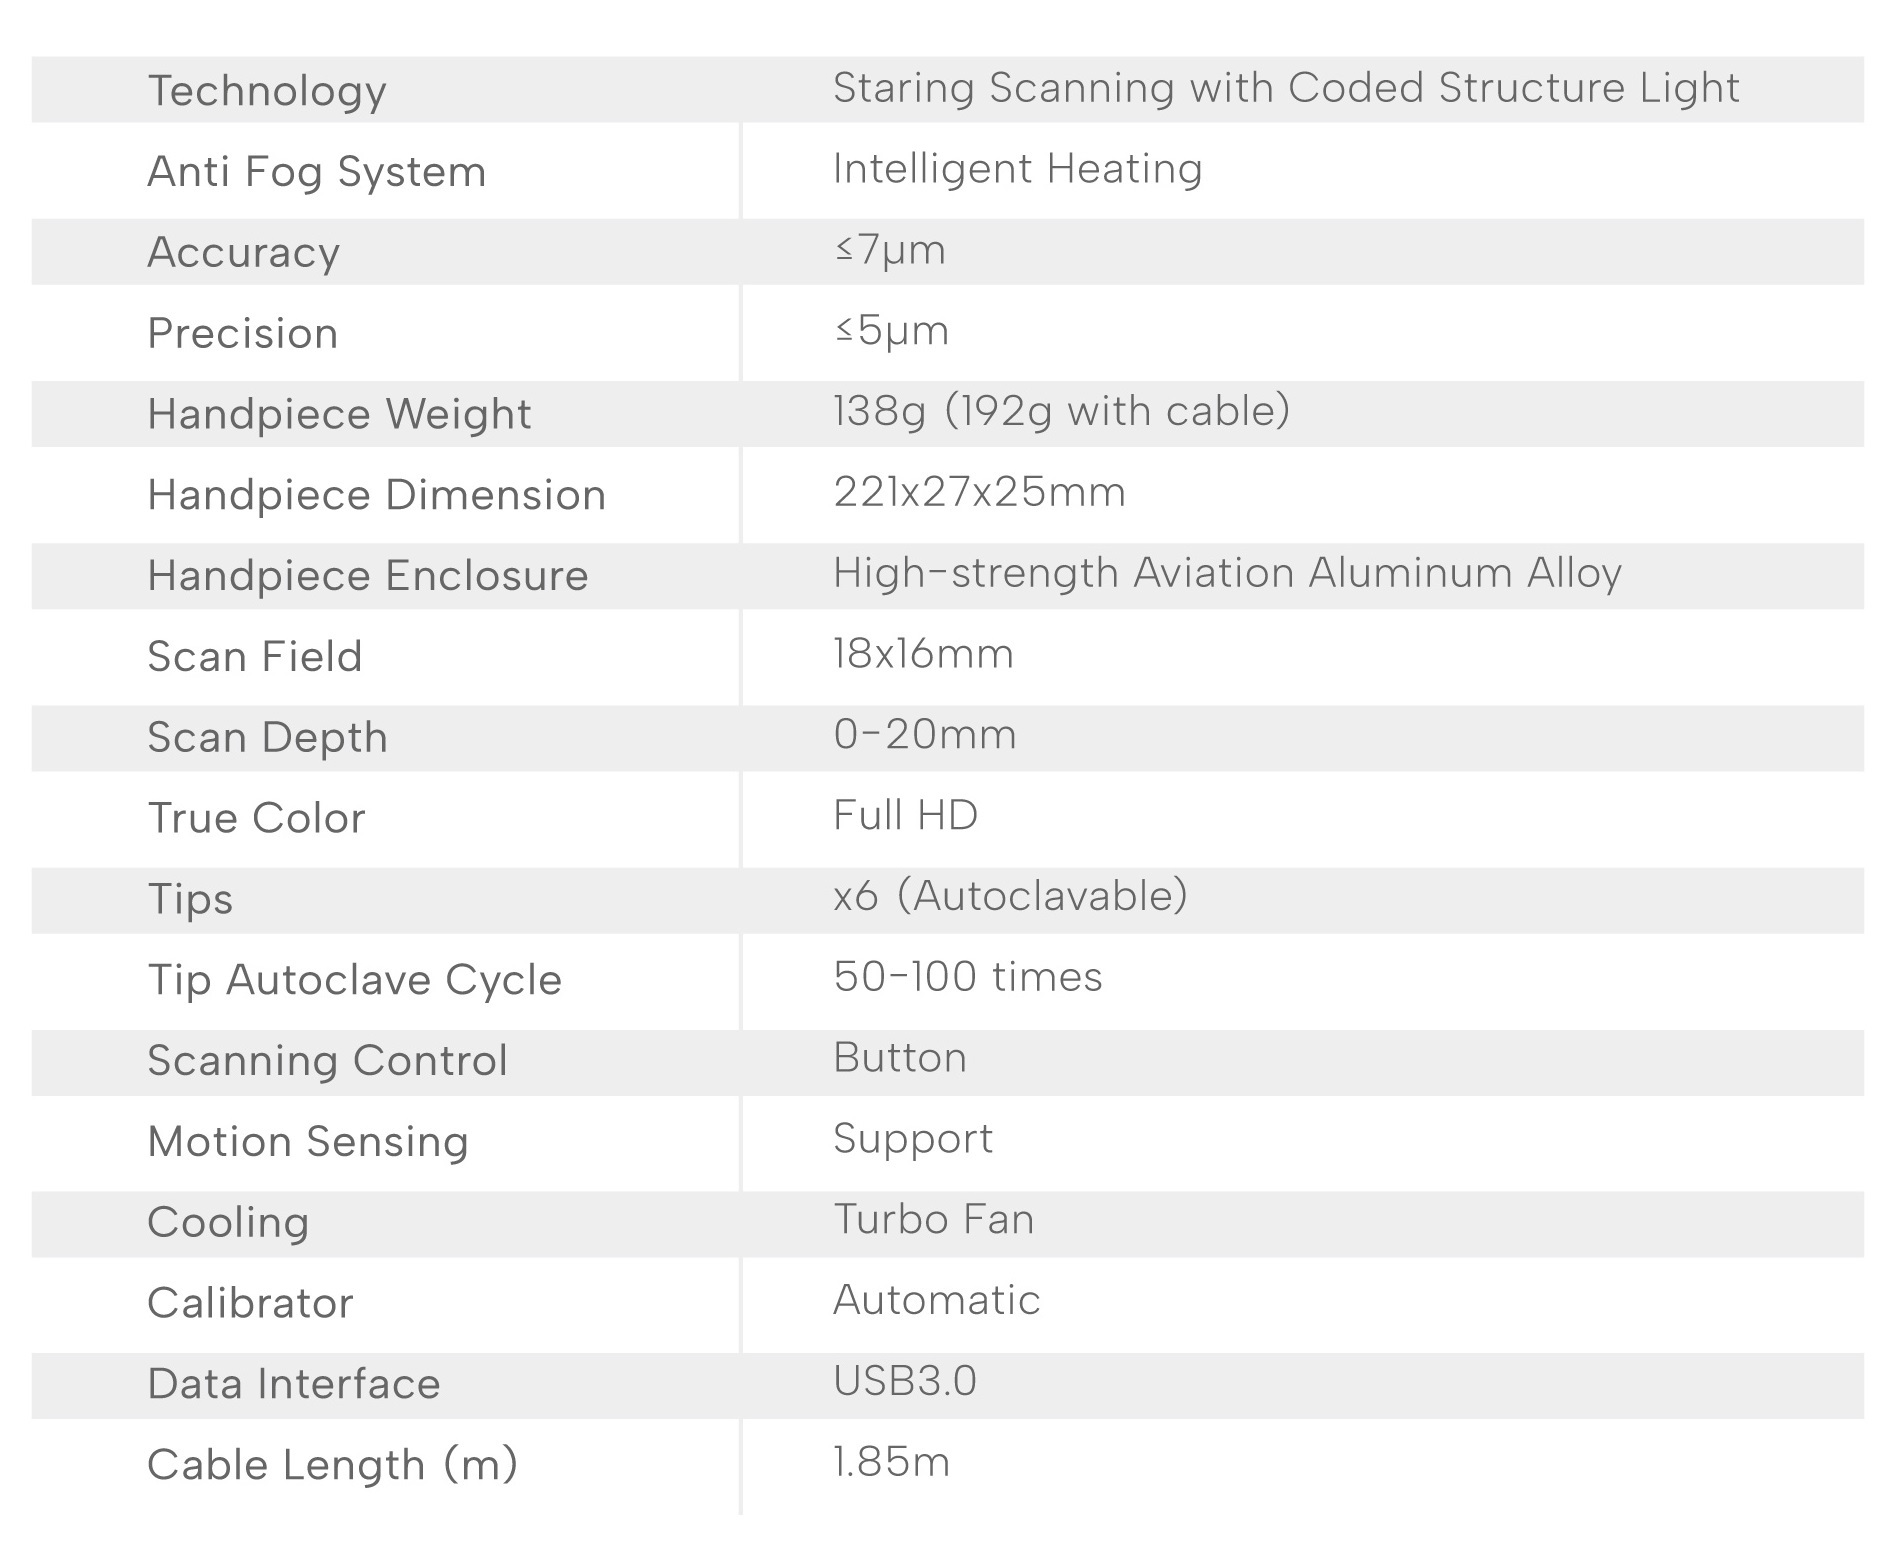 Technology Staring Scanning with Coded Structure Light
Anti Fog System Intelligent Heating
Accuracy ≤7μm
Precision ≤5μm
Handpiece Weight 138g (192g with cable)
Handpiece Dimension 221x27x25mm
Handpiece Enclosure High-strength Aviation Aluminum Alloy
Scan Field 18x16mm
Scan Depth 0-20mm
True Color Full HD
Tips x6 (Autoclavable)
Tip Autoclave Cycle 50-100 times
Scanning Control Button
Motion Sensing Support
Cooling Turbo Fan
Calibrator Automatic
Data Interface USB3.0
Cable Length (m) 1.85m